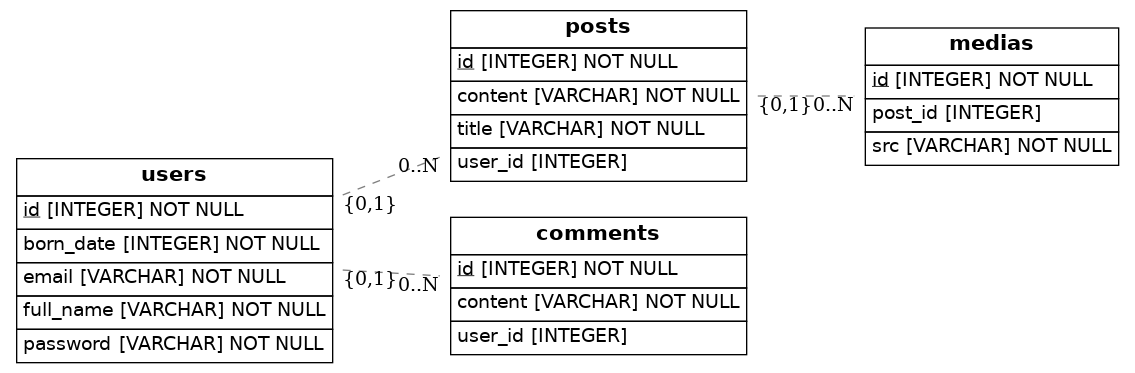 users
id [INTEGER] NOT NULL
born_date [INTEGER] NOT NULL
email [VARCHAR] NOT NULL
full_name [VARCHAR] NOT NULL
password [VARCHAR] NOT NULL
0..N
{0,1}
{0,1}
0..N
posts
id [INTEGER] NOT NULL
content [VARCHAR] NOT NULL
title [VARCHAR] NOT NULL
user_id [INTEGER]
comments
id [INTEGER] NOT NULL
content [VARCHAR] NOT NULL
user_id [INTEGER]
{0,1}
0..N
medias
id [INTEGER] NOT NULL
post_id [INTEGER]
src [VARCHAR] NOT NULL